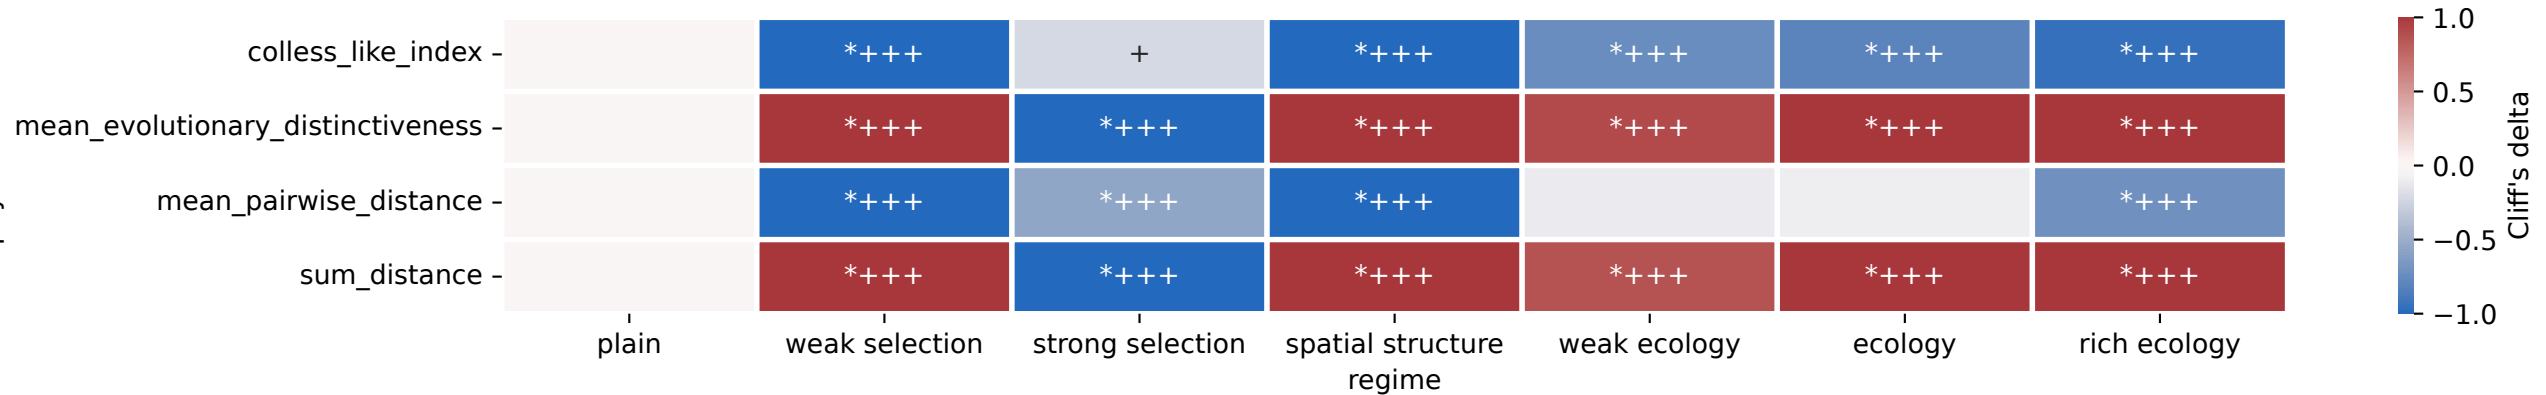 colless_like_index *+++ + *+++ *+++ *+++ *+++
mean_evolutionary_distinctiveness *+++ *+++ *+++ *+++ *+++ *+++
mean_pairwise_distance *+++ *+++ *+++ *+++
sum_distance *+++ *+++ *+++ *+++ *+++ *+++
plain weak selection strong selection spatial structure weak ecology ecology rich ecology
regime
1.0
0.5
0.0
−0.5
−1.0
Cliff's delta